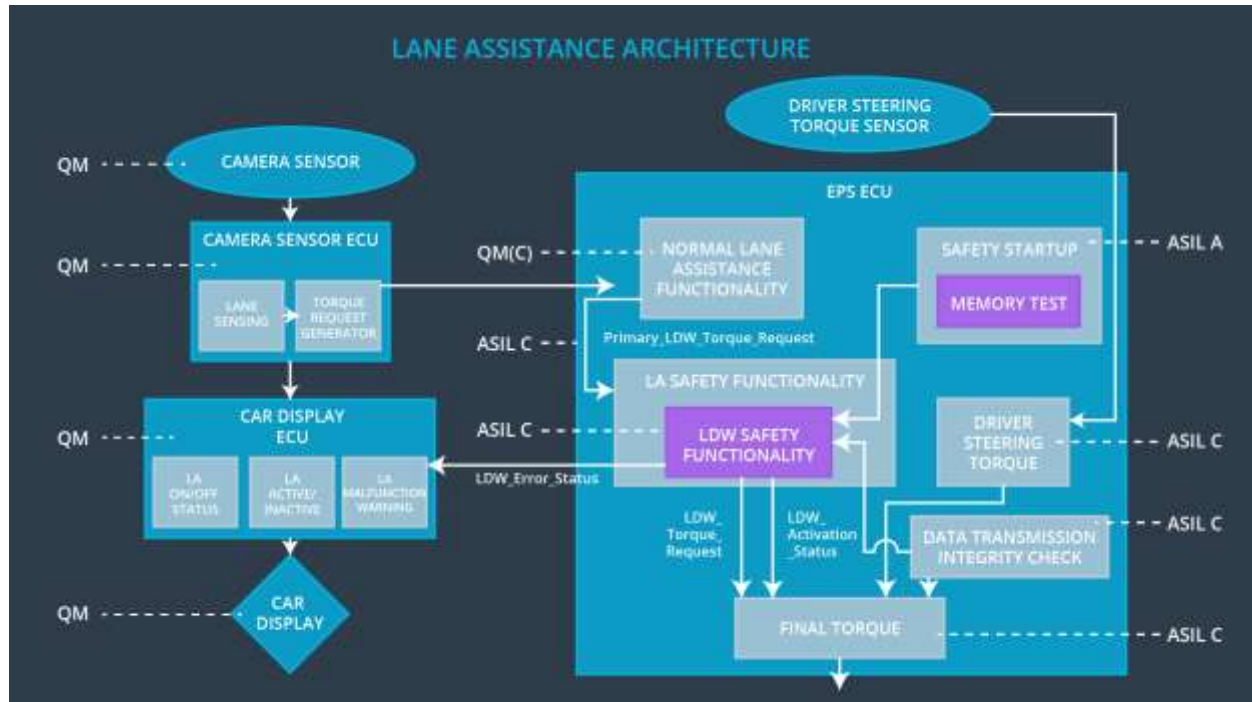 LANE ASSISTANCE ARCHITECTURE
DRIVER STEERING
TORQUE SENSOR
QM
CAMERA SENSOR
EPS ECU
QM
CAMERA SENSOR ECU
LANE
SENSING
TORQUE
REQUEST
GENERATOR
QM(C)
NORMAL LANE
ASSISTANCE
FUNCTIONALITY
SAFETY STARTUP
MEMORY TEST
ASIL A
ASIL C
Primary_LDW_Torque_Request
LA SAFETY FUNCTIONALITY
QM
CAR DISPLAY
ECU
LA
ON/OFF
STATUS
LA
ACTIVE/
INACTIVE
LA
MALFUNCTION
WARNING
ASIL C
LDW SAFETY
FUNCTIONALITY
LDW_Error_Status
DRIVER
STEERING
TORQUE
ASIL C
LDW_
Torque_
Request
LDW_
Activation
_Status
DATA TRANSMISSION
INTEGRITY CHECK
ASIL C
QM
CAR
DISPLAY
FINAL TORQUE
ASIL C